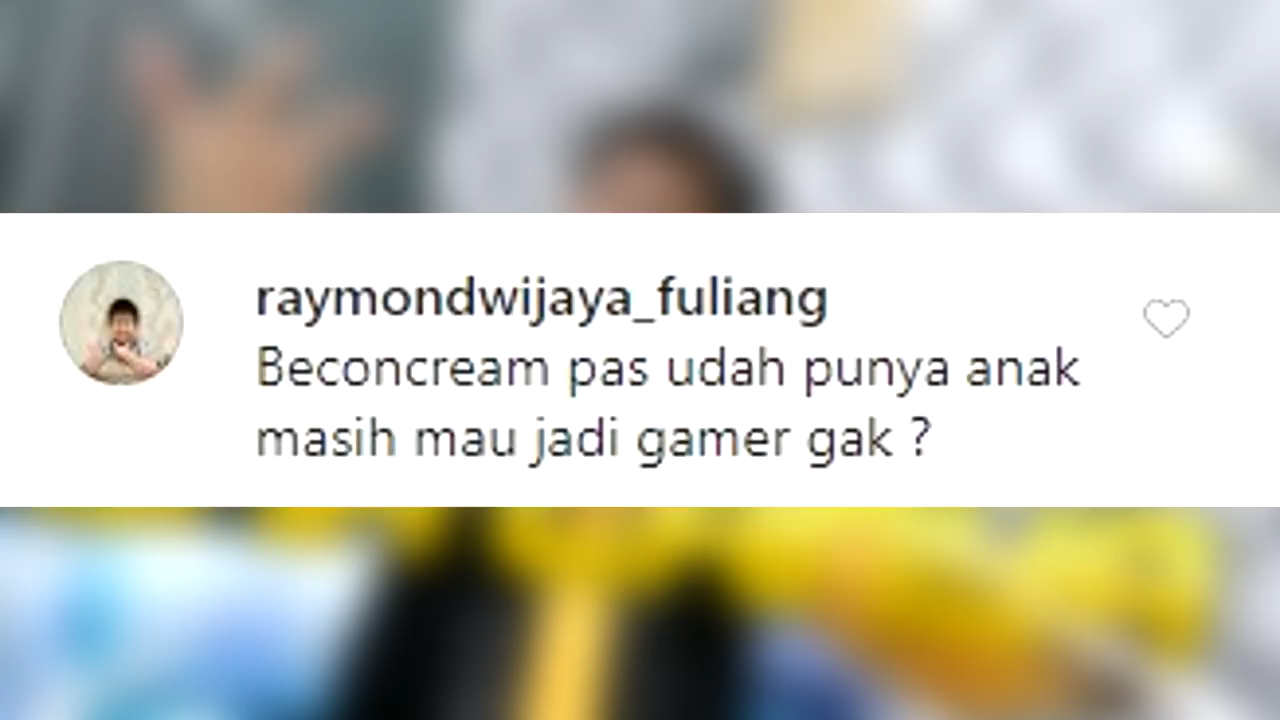 raymondwijaya_fuliang
Beconcream pas udah punya anak
masih mau jadi gamer gak ?